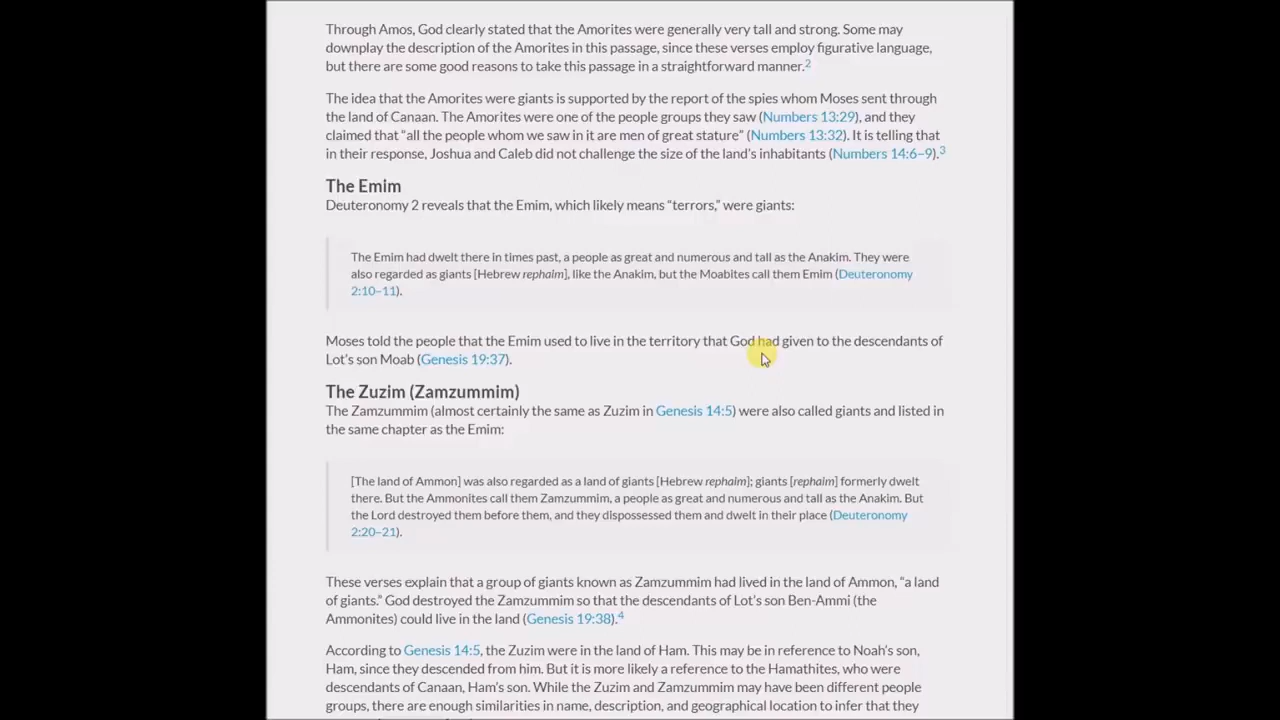 Through Amos, God clearly stated that the Amorites were generally very tall and strong. Some may
downplay the description of the Amorites in this passage, since these verses employ figurative language,
but there are some good reasons to take this passage in a straightforward manner.2
The idea that the Amorites were giants is supported by the report of the spies whom Moses sent through
the land of Canaan. The Amorites were one of the people groups they saw (Numbers 13:29), and they
claimed that “all the people whom we saw in it are men of great stature” (Numbers 13:32). It is telling that
in their response, Joshua and Caleb did not challenge the size of the land’s inhabitants (Numbers 14:6–9).3
The Emim
Deuteronomy 2 reveals that the Emim, which likely means “terrors,” were giants:
The Emim had dwelt there in times past, a people as great and numerous and tall as the Anakim. They were
also regarded as giants [Hebrew rephaim], like the Anakim, but the Moabites call them Emim (Deuteronomy
2:10–11).
Moses told the people that the Emim used to live in the territory that God had given to the descendants of
Lot’s son Moab (Genesis 19:37).
The Zuzim (Zamzummim)
The Zamzummim (almost certainly the same as Zuzim in Genesis 14:5) were also called giants and listed in
the same chapter as the Emim:
[The land of Ammon] was also regarded as a land of giants [Hebrew rephaim]; giants [rephaim] formerly dwelt
there. But the Ammonites call them Zamzummim, a people as great and numerous and tall as the Anakim. But
the Lord destroyed them before them, and they dispossessed them and dwelt in their place (Deuteronomy
2:20–21).
These verses explain that a group of giants known as Zamzummim had lived in the land of Ammon, “a land
of giants.” God destroyed the Zamzummim so that the descendants of Lot’s son Ben-Ammi (the
Ammonites) could live in the land (Genesis 19:38).4
According to Genesis 14:5, the Zuzim were in the land of Ham. This may be in reference to Noah’s son,
Ham, since they descended from him. But it is more likely a reference to the Hamathites, who were
descendants of Canaan, Ham’s son. While the Zuzim and Zamzummim may have been different people
groups, there are enough similarities in name, description, and geographical location to infer that they